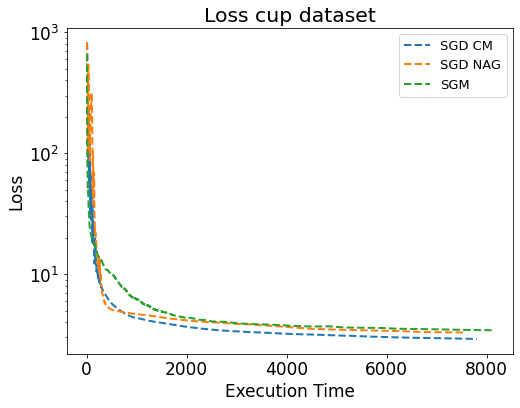 Loss cup dataset
SGD CM
SGD NAG
SGM
10³
10²
10¹
Loss
0
2000
4000
6000
8000
Execution Time